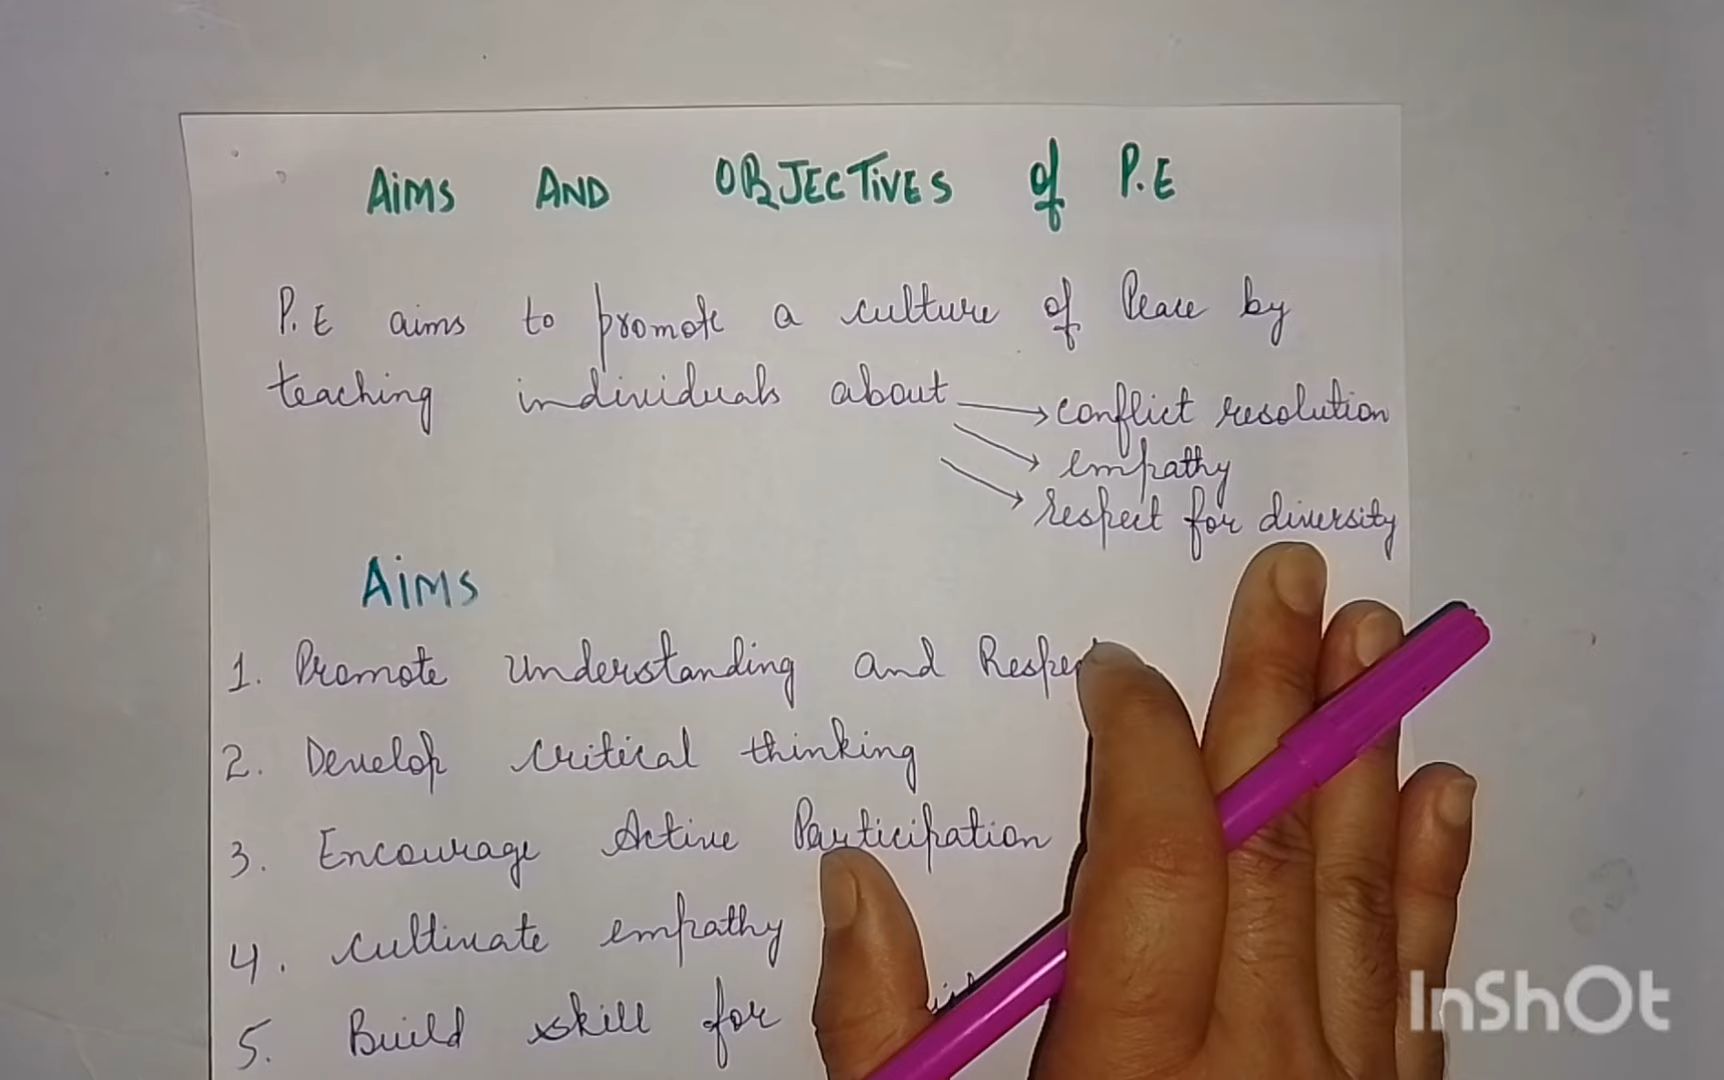 AIMS AND OBJECTIVES of P.E
P.E aims to promote a culture of Peace by
teaching individuals about → conflict resolution
→ empathy
→ respect for diversity
AIMS
1. Promote understanding and
2. Develop critical thinking
3. Encourage Active Participation
4. cultivate empathy
5. Build skill for
InShOt